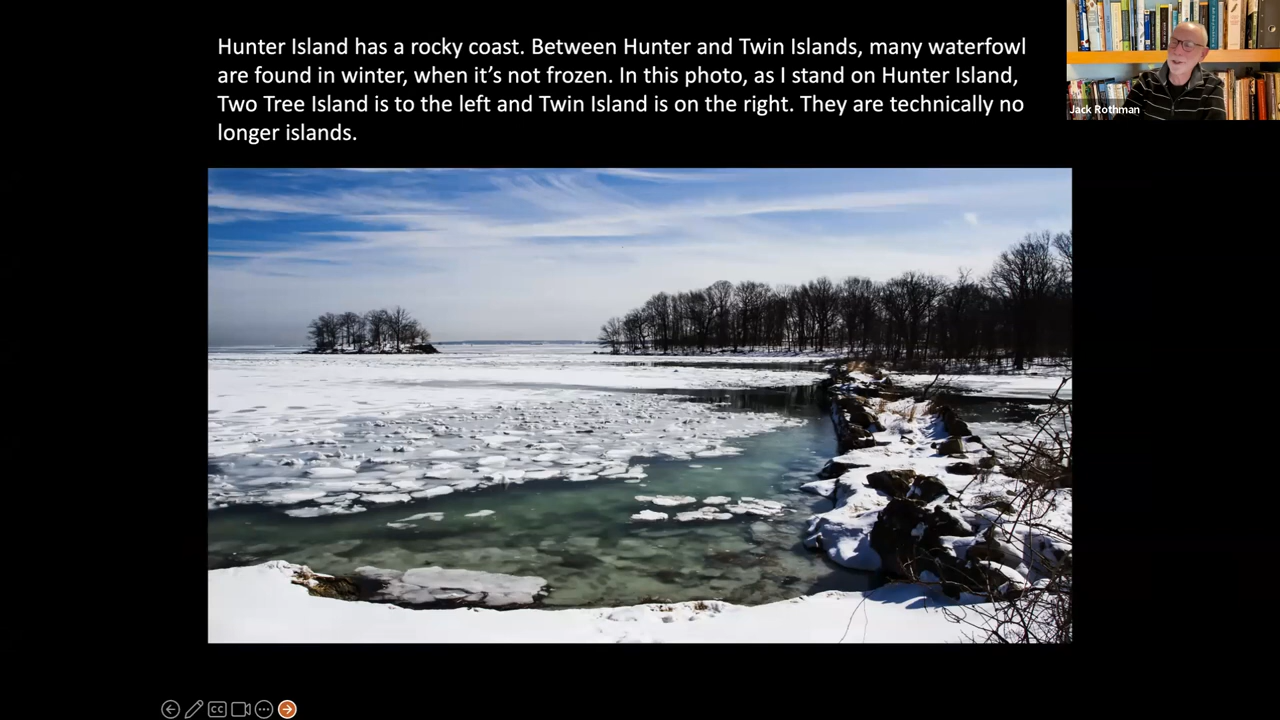 Hunter Island has a rocky coast. Between Hunter and Twin Islands, many waterfowl
are found in winter, when it’s not frozen. In this photo, as I stand on Hunter Island,
Two Tree Island is to the left and Twin Island is on the right. They are technically no
longer islands.
Jack Rothman
CC